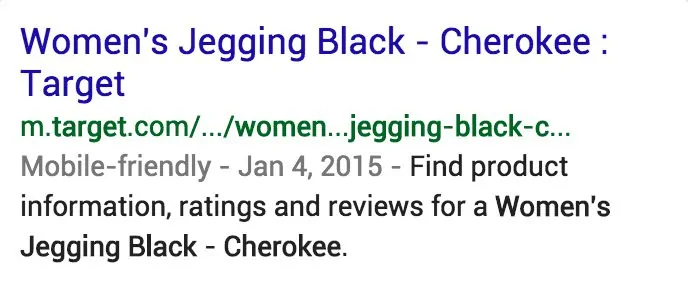 Women's Jegging Black - Cherokee :
Target
m.target.com/.../women...jegging-black-c...
Mobile-friendly - Jan 4, 2015 - Find product
information, ratings and reviews for a Women's
Jegging Black - Cherokee.